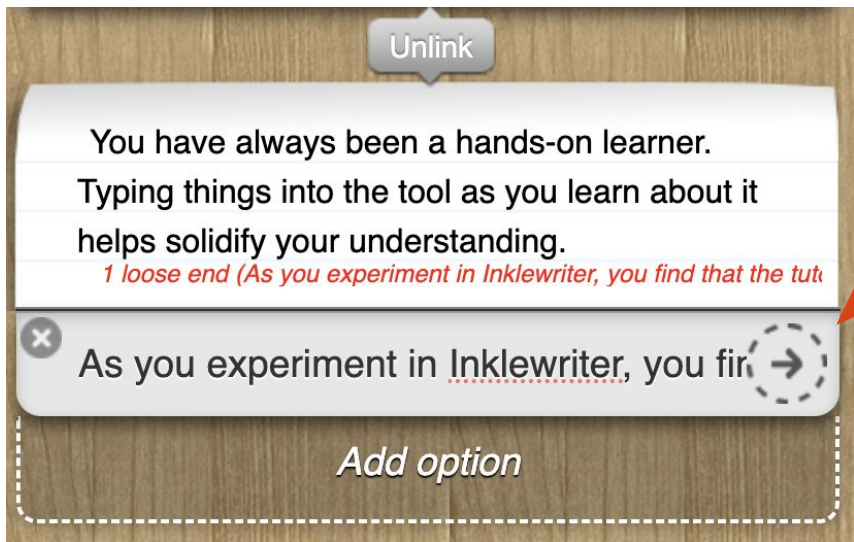 Unlink
You have always been a hands-on learner.
Typing things into the tool as you learn about it
helps solidify your understanding.
1 loose end (As you experiment in Inklewriter, you find that the
As you experiment in Inklewriter, you
Add option